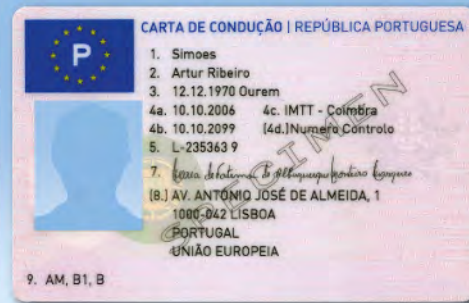 P
CARTA DE CONDUÇÃO | REPÚBLICA PORTUGUESA
1. Simoes
2. Artur Ribeiro
3. 12.12.1970 Ourem
4a. 10.10.2006 4c. IMTT - Coimbra
4b. 10.10.2099 (4d.)Numero Controlo
5. L-235363 9
7.
(8.) AV. ANTÓNIO JOSÉ DE ALMEIDA, 1
1000-042 LISBOA
PORTUGAL
UNIÃO EUROPEIA
9. AM, B1, B
SPECIMEN